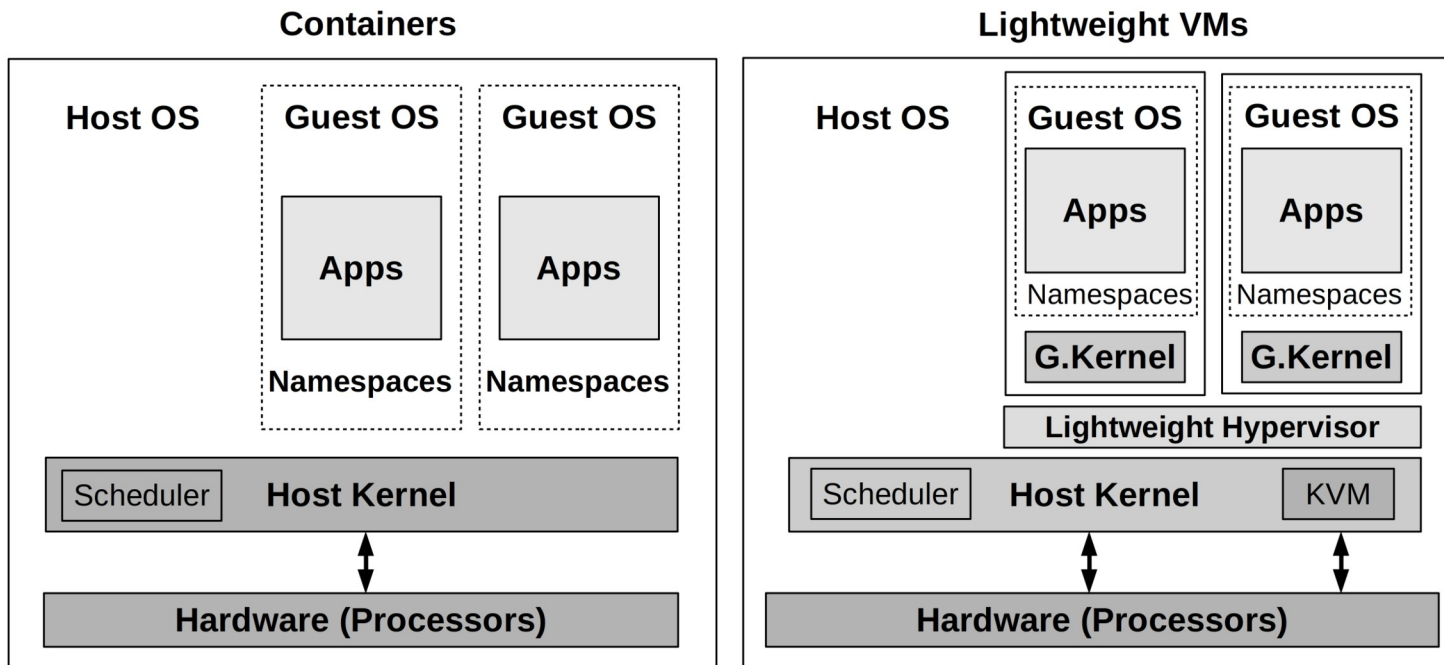 Containers
Host OS
Guest OS
Guest OS
Apps
Apps
Namespaces
Namespaces
Scheduler
Host Kernel
Hardware (Processors)
Lightweight VMs
Host OS
Guest OS
Guest OS
Apps
Apps
Namespaces
Namespaces
G.Kernel
G.Kernel
Lightweight Hypervisor
Scheduler
Host Kernel
KVM
Hardware (Processors)